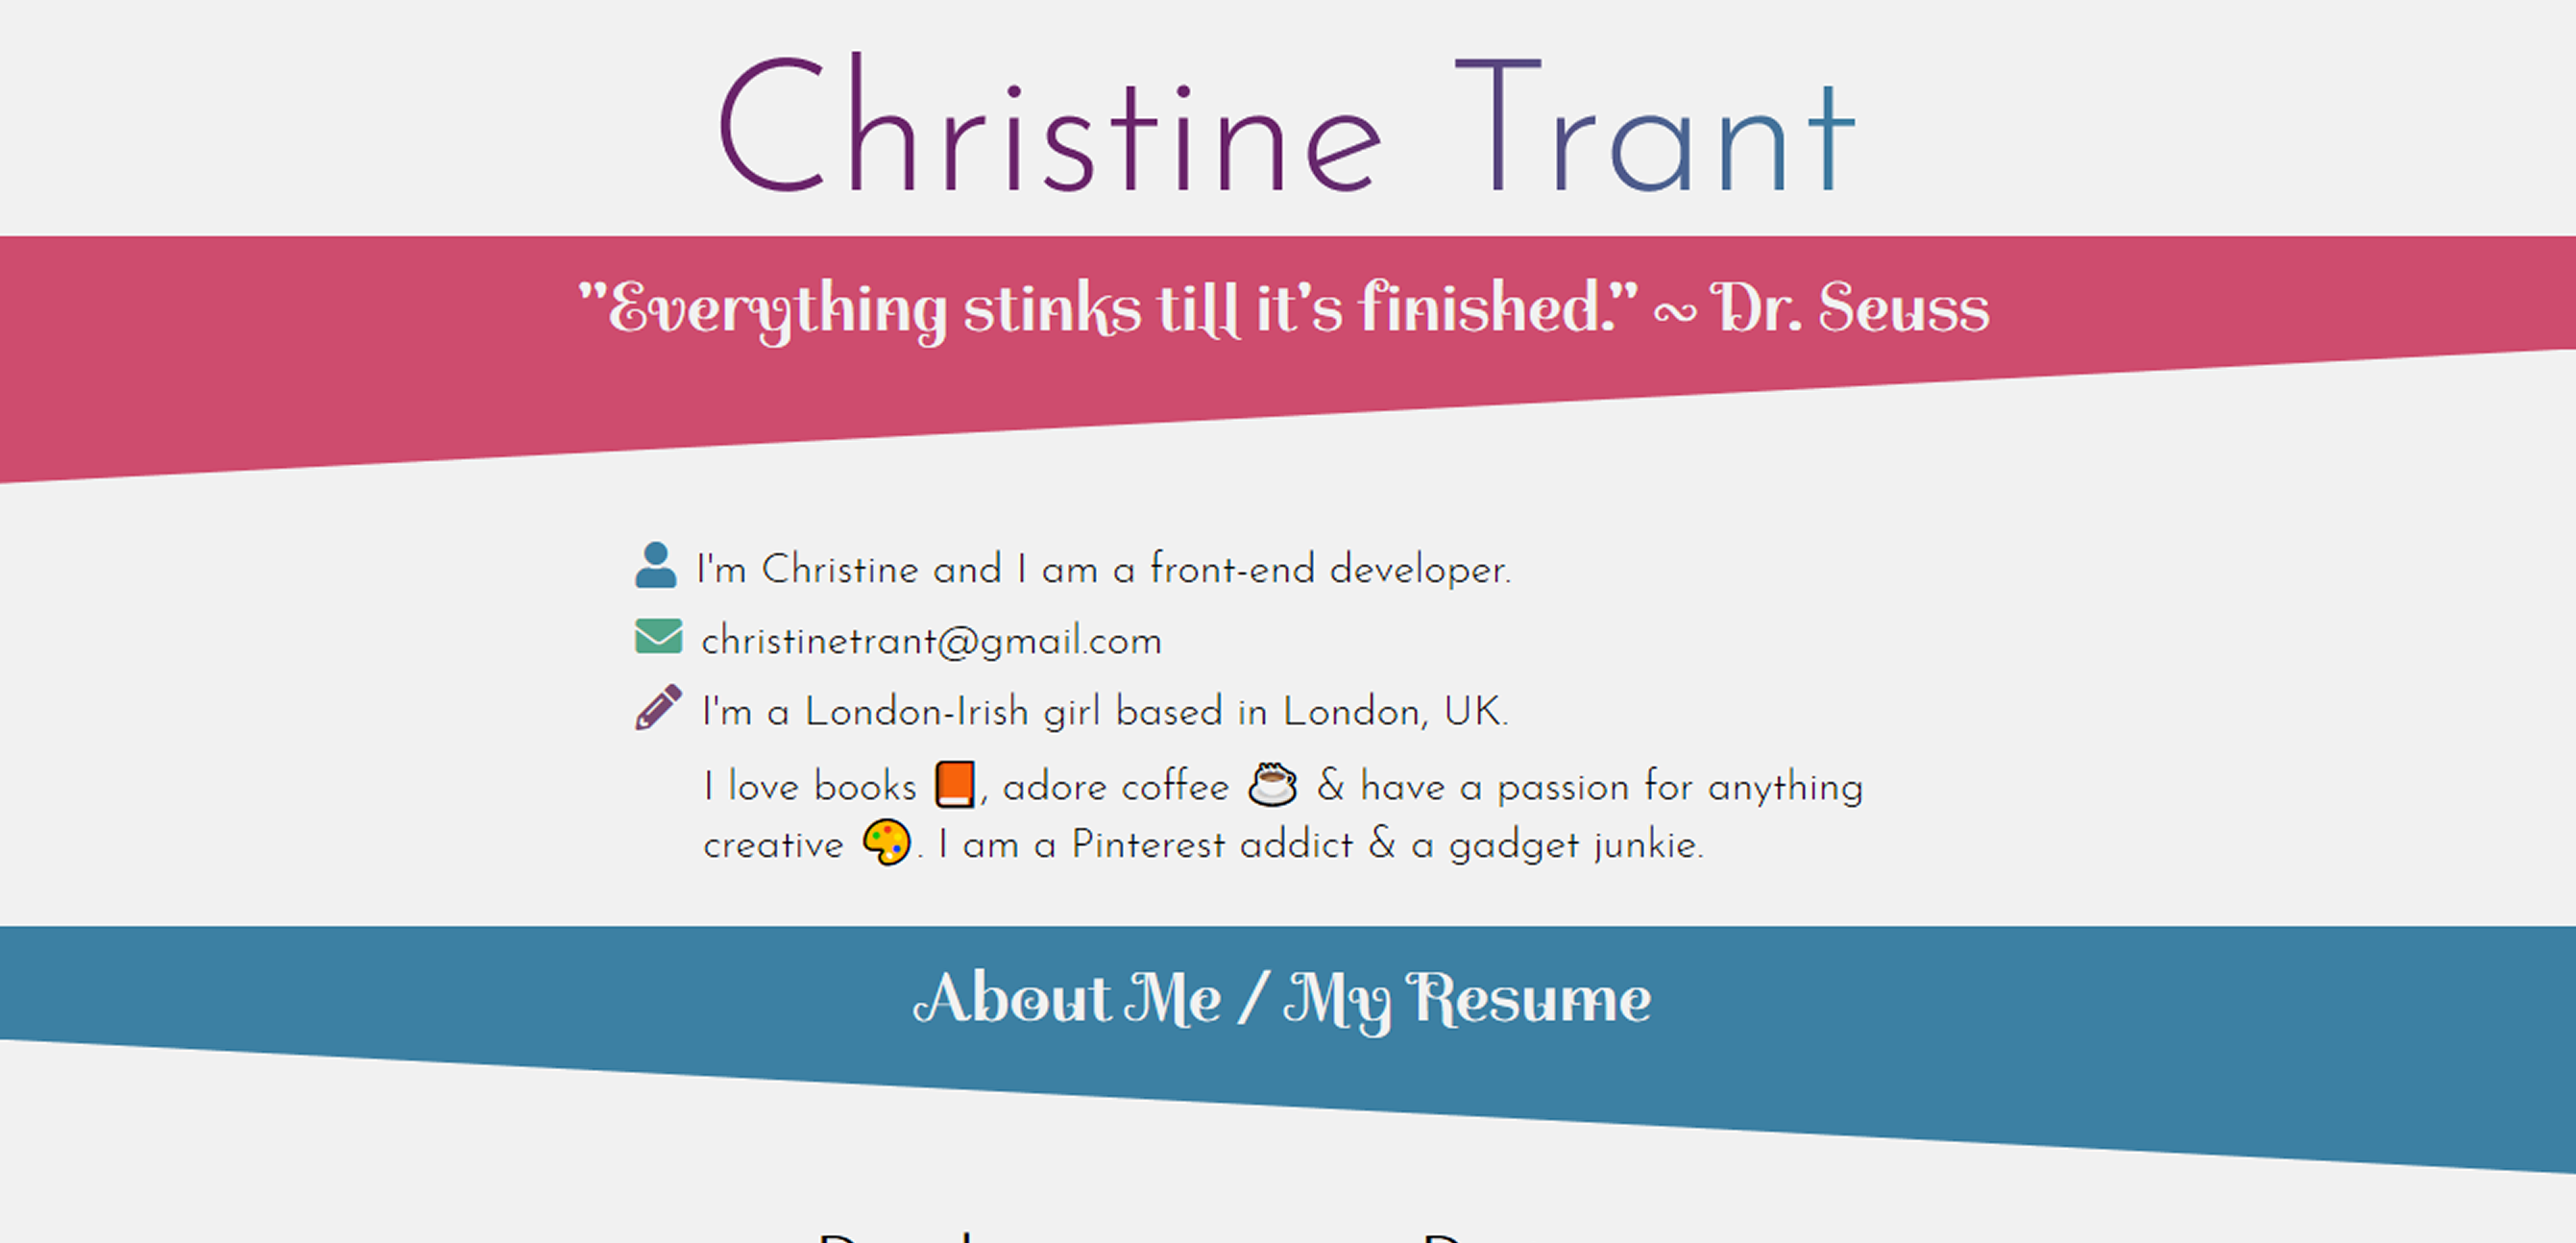 Christine Trant
"Everything stinks till it's finished." ~ Dr. Seuss
I'm Christine and I am a front-end developer.
christinetrant@gmail.com
I'm a London-Irish girl based in London, UK.
I love books 📙, adore coffee ☕ & have a passion for anything
creative 🎨. I am a Pinterest addict & a gadget junkie.
About Me / My Resume